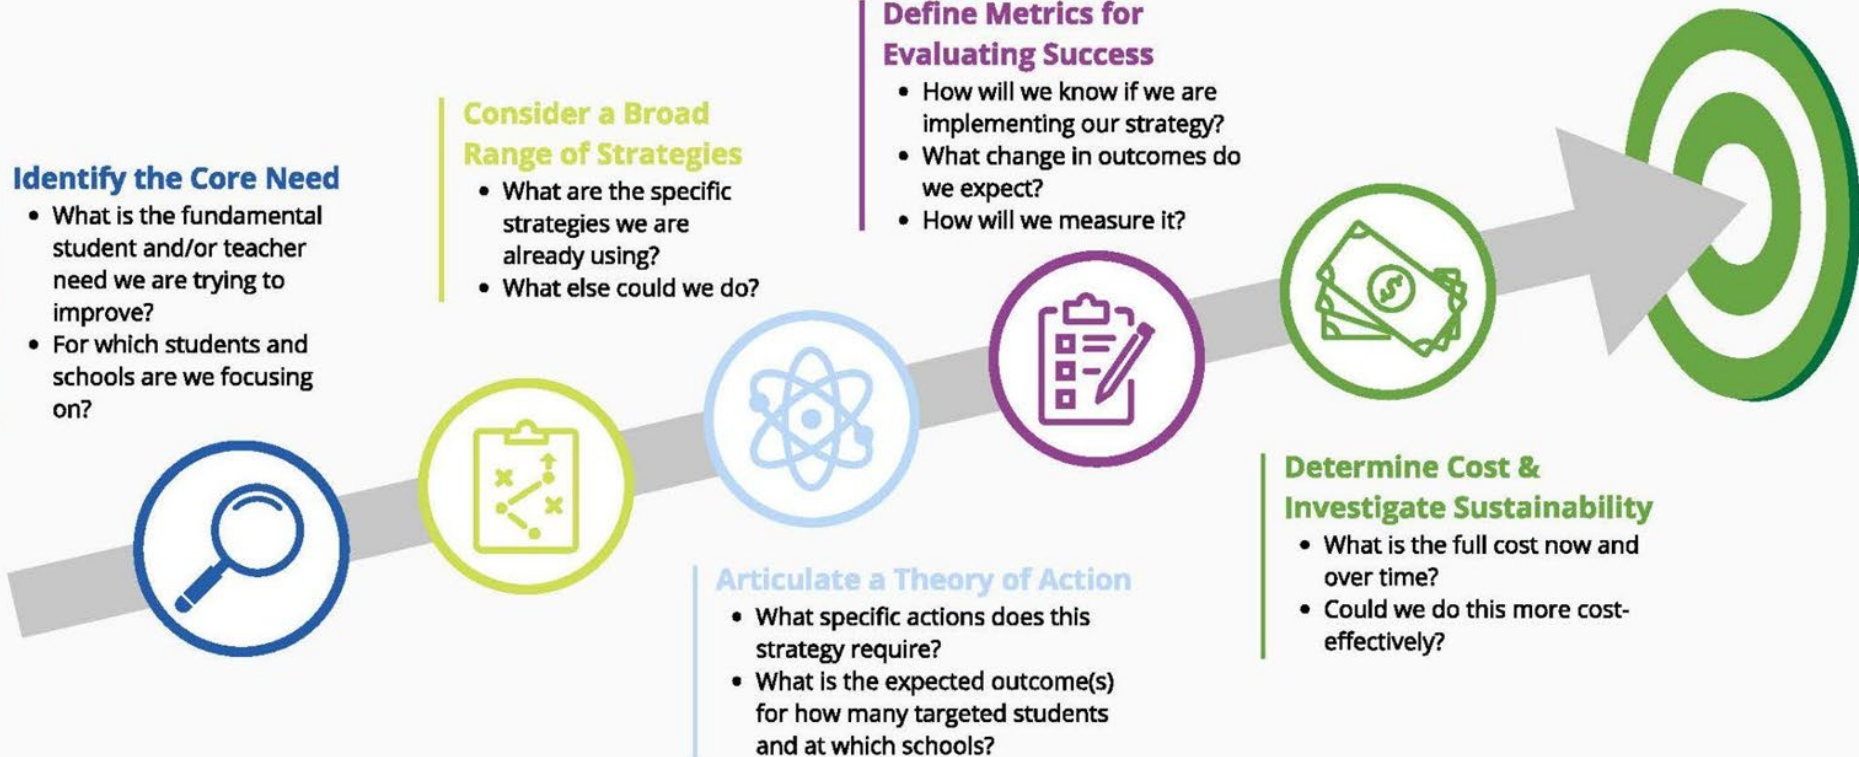 Identify the Core Need
• What is the fundamental
student and/or teacher
need we are trying to
improve?
• For which students and
schools are we focusing
on?
Consider a Broad
Range of Strategies
• What are the specific
strategies we are
already using?
• What else could we do?
Articulate a Theory of Action
• What specific actions does this
strategy require?
• What is the expected outcome(s)
for how many targeted students
and at which schools?
Define Metrics for
Evaluating Success
• How will we know if we are
implementing our strategy?
• What change in outcomes do
we expect?
• How will we measure it?
$
Determine Cost &
Investigate Sustainability
• What is the full cost now and
over time?
• Could we do this more cost-
effectively?